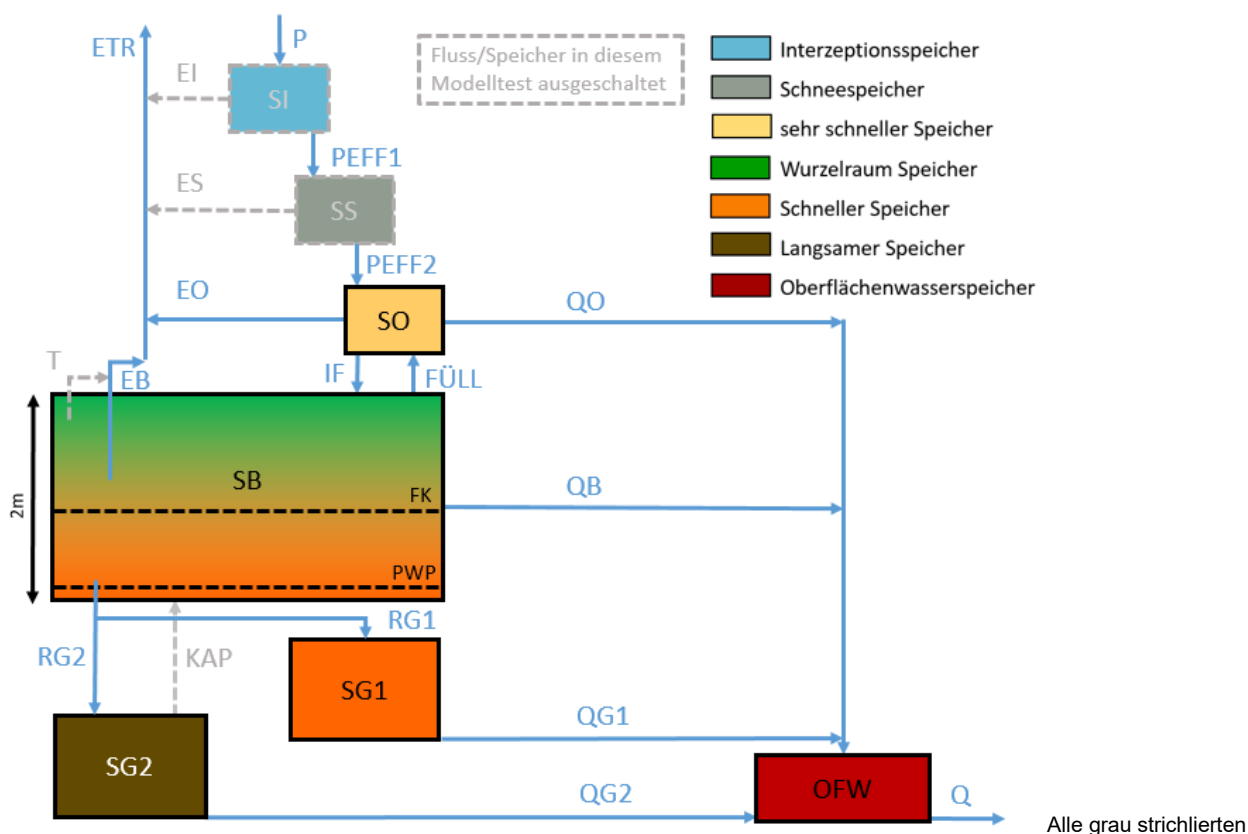 P
ETR
Fluss/Speicher in diesem
Modelltest ausgeschaltet
EI
SI
PEFF1
ES
SS
PEFF2
EO
SO
QO
T
EB
IF
FÜLL
2m
SB
FK
QB
PWP
RG1
RG2
KAP
SG1
QG1
SG2
QG2
OFW
Q
Interzeptionsspeicher
Schneespeicher
sehr schneller Speicher
Wurzelraum Speicher
Schneller Speicher
Langsamer Speicher
Oberflächenwasserspeicher
Alle grau strichlierten